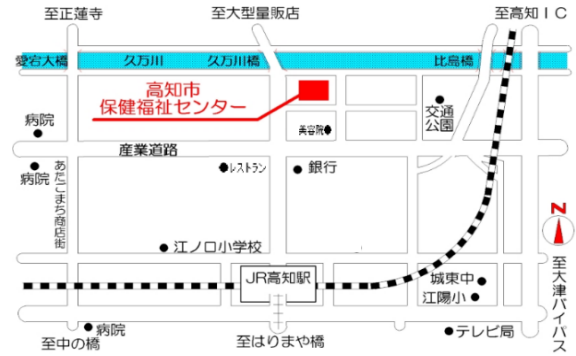 至正蓮寺
至大型量販店
至高知IC
愛宕大橋
久万川
久万川橋
比島橋
高知市
保健福祉センター
病院
交通
公園
美容院
産業道路
病院
レストラン
銀行
あたごまち商店街
N
江ノ口小学校
JR高知駅
城東中
江陽小
至大津バイパス
病院
テレビ局
至中の橋
至はりまや橋